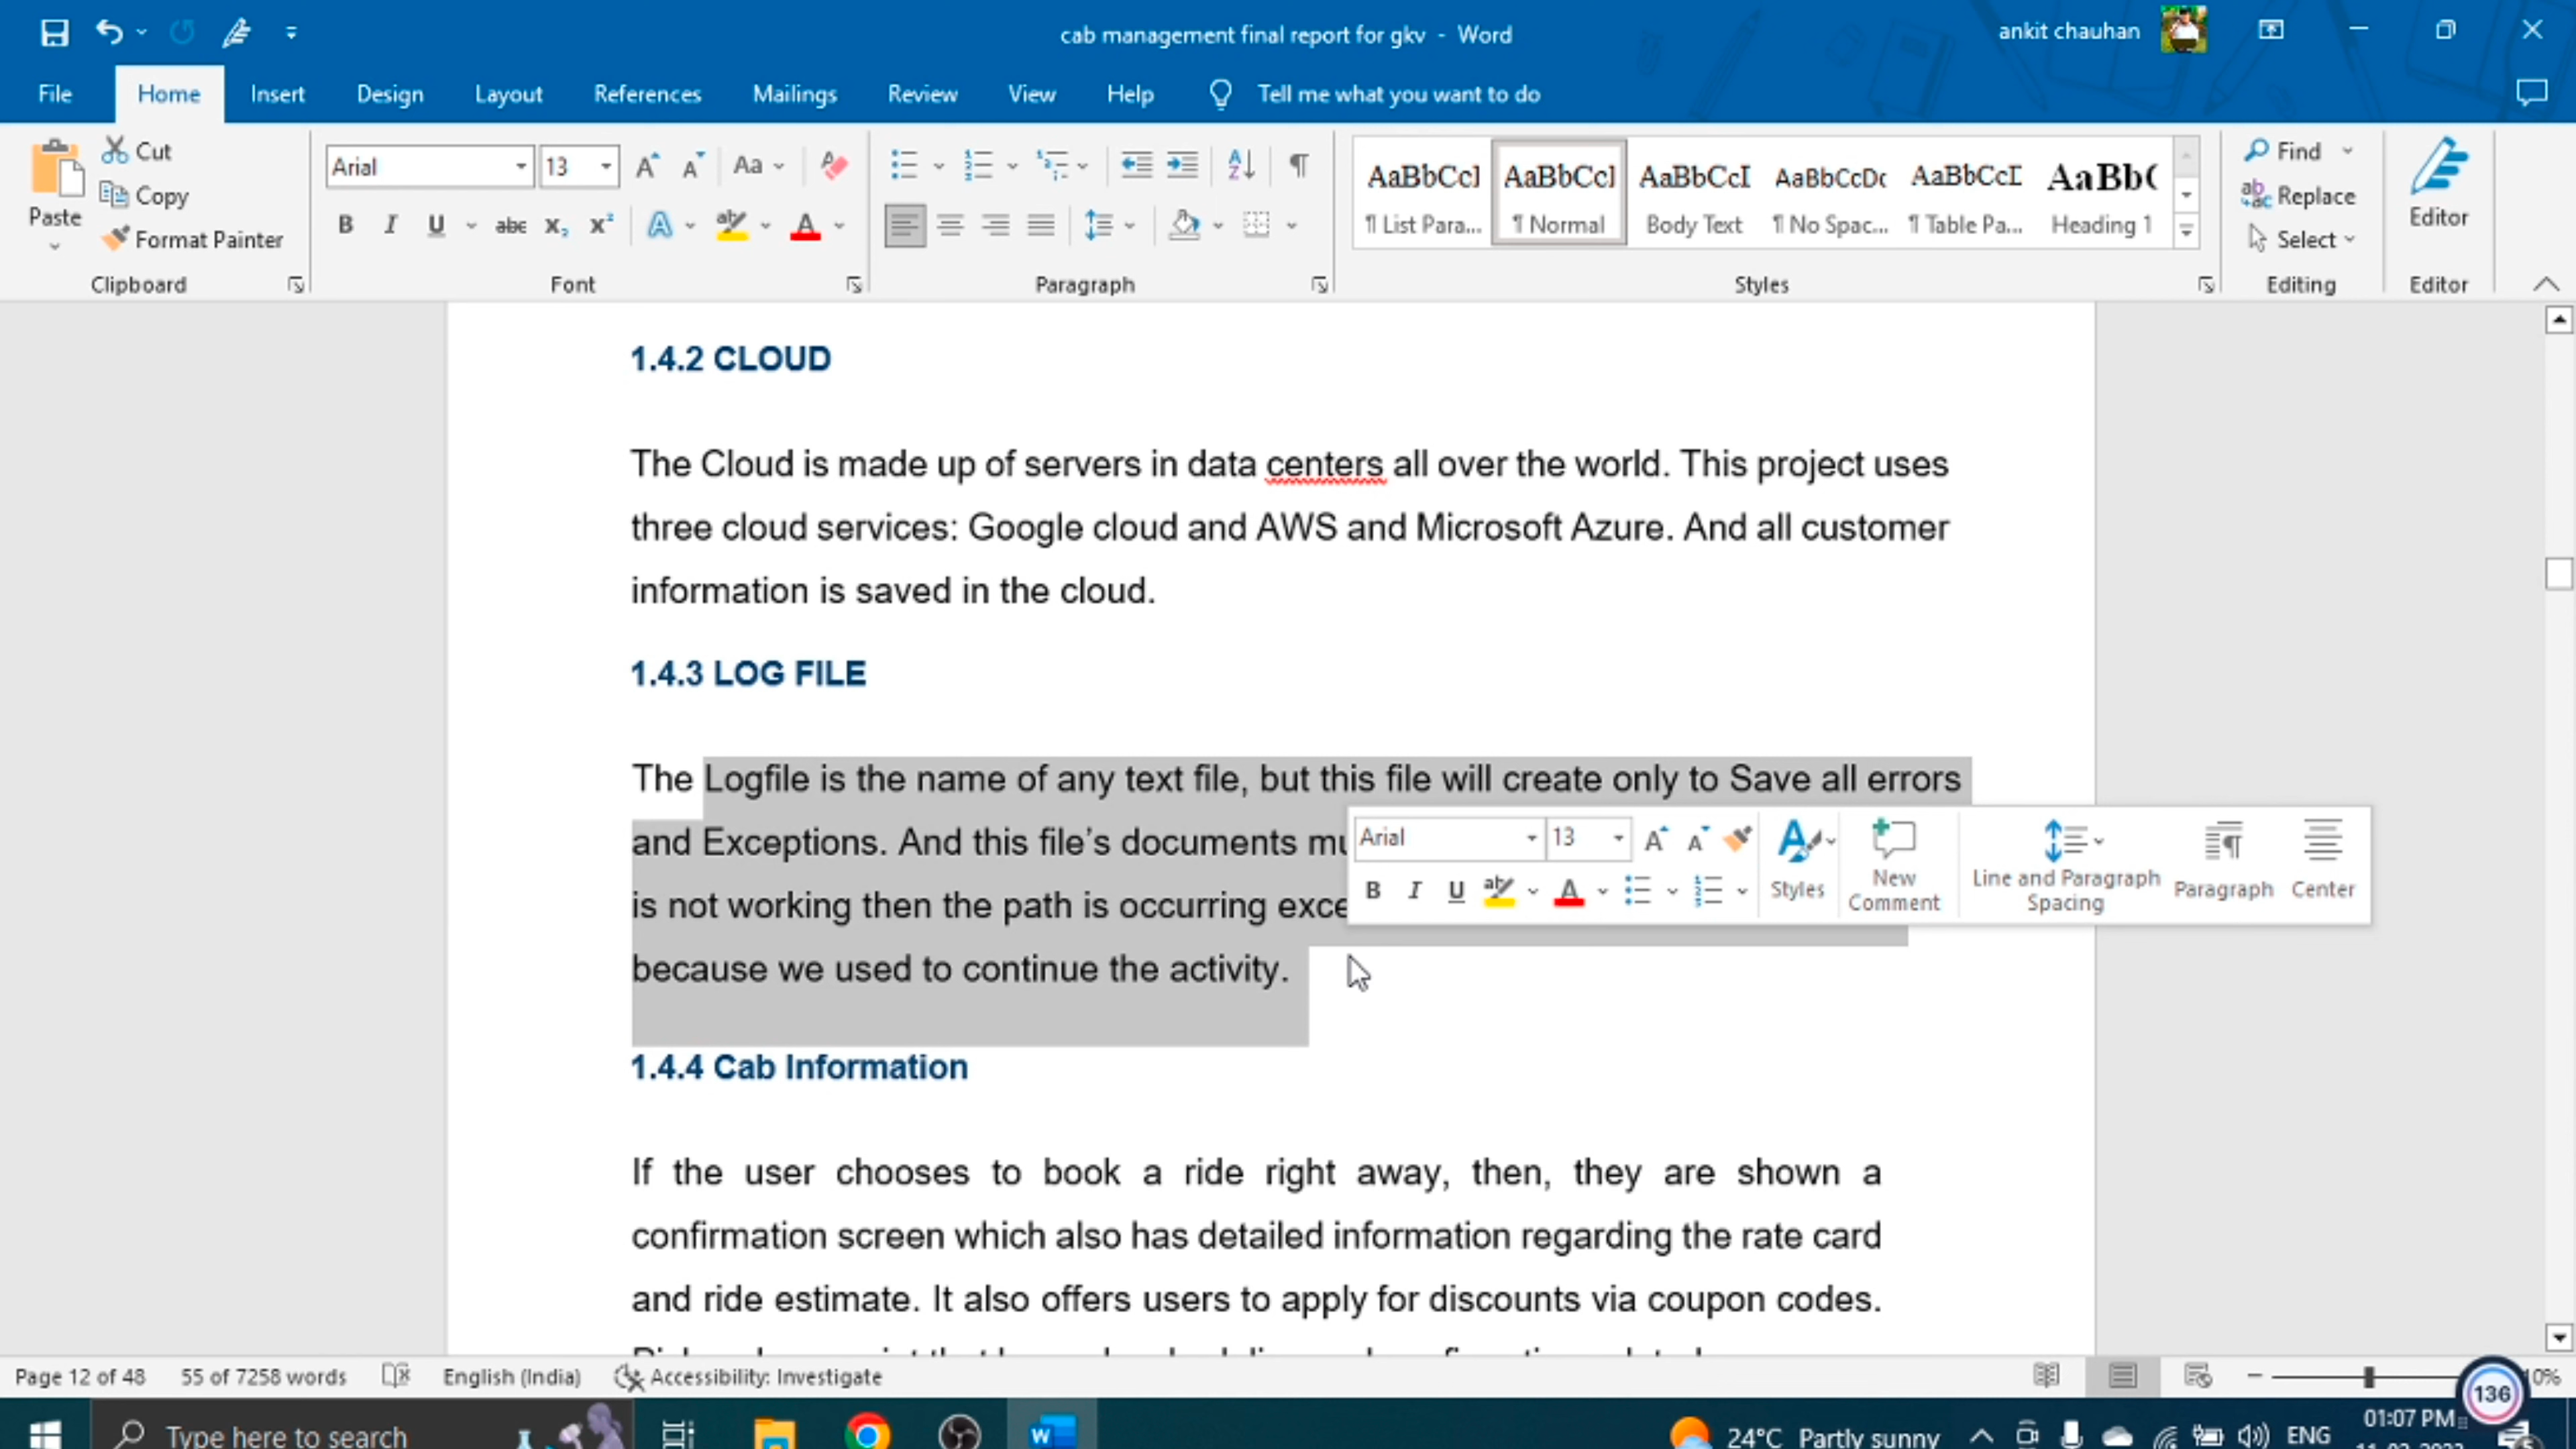 cab management final report for gkv - Word
ankit chauhan
File Home Insert Design Layout References Mailings Review View Help Tell me what you want to do
Paste
Cut
Copy
Format Painter
Clipboard
Arial 13
Font
Paragraph
AaBbCcI AaBbCcI AaBbCcI AaBbCcDc AaBbCcI AaBb(
¶ List Para... ¶ Normal Body Text ¶ No Spac... ¶ Table Pa... Heading 1
Styles
Find
Replace
Select
Editing
Editor
Editor
1.4.2 CLOUD
The Cloud is made up of servers in data centers all over the world. This project uses
three cloud services: Google cloud and AWS and Microsoft Azure. And all customer
information is saved in the cloud.
1.4.3 LOG FILE
The Logfile is the name of any text file, but this file will create only to Save all errors
and Exceptions. And this file’s documents
is not working then the path is occurring
because we used to continue the activity.
Arial 13
B I U
Styles
New Comment
Line and Paragraph Spacing
Paragraph
Center
1.4.4 Cab Information
If the user chooses to book a ride right away, then, they are shown a
confirmation screen which also has detailed information regarding the rate card
and ride estimate. It also offers users to apply for discounts via coupon codes.
Page 12 of 48 55 of 7258 words English (India) Accessibility: Investigate
136
Type here to search
24°C Partly sunny
ENG
01:07 PM